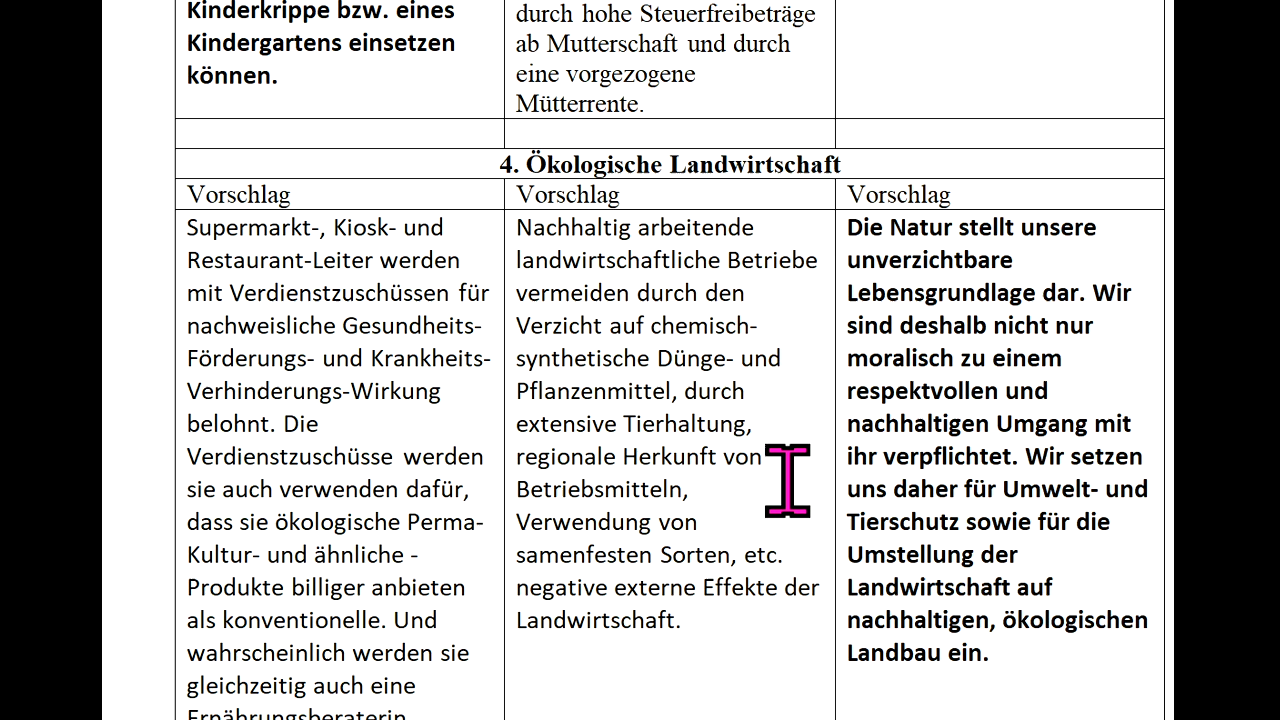 Kinderkrippe bzw. eines
Kindergartens einsetzen
können.
durch hohe Steuerfreibeträge
ab Mutterschaft und durch
eine vorgezogene
Mütterrente.
4. Ökologische Landwirtschaft
Vorschlag
Supermarkt-, Kiosk- und
Restaurant-Leiter werden
mit Verdienstzuschüssen für
nachweisliche Gesundheits-
Förderungs- und Krankheits-
Verhinderungs-Wirkung
belohnt. Die
Verdienstzuschüsse werden
sie auch verwenden dafür,
dass sie ökologische Perma-
Kultur- und ähnliche -
Produkte billiger anbieten
als konventionelle. Und
wahrscheinlich werden sie
gleichzeitig auch eine
Ernährungsberaterin
Vorschlag
Nachhaltig arbeitende
landwirtschaftliche Betriebe
vermeiden durch den
Verzicht auf chemisch-
synthetische Dünge- und
Pflanzenmittel, durch
extensive Tierhaltung,
regionale Herkunft von
Betriebsmitteln,
Verwendung von
samenfesten Sorten, etc.
negative externe Effekte der
Landwirtschaft.
Vorschlag
Die Natur stellt unsere
unverzichtbare
Lebensgrundlage dar. Wir
sind deshalb nicht nur
moralisch zu einem
respektvollen und
nachhaltigen Umgang mit
ihr verpflichtet. Wir setzen
uns daher für Umwelt- und
Tierschutz sowie für die
Umstellung der
Landwirtschaft auf
nachhaltigen, ökologischen
Landbau ein.